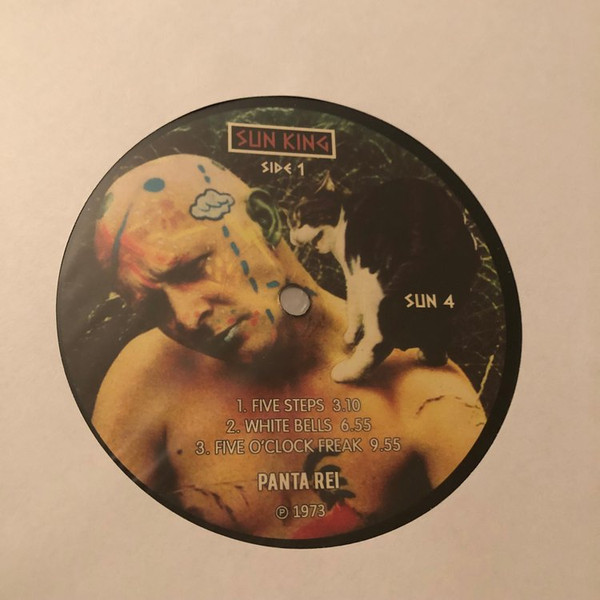 SUN KING
SIDE 1
SUN 4
1. FIVE STEPS 3.10
2. WHITE BELLS 6.55
3. FIVE O'CLOCK FREAK 9.55
PANTA REI
℗ 1973